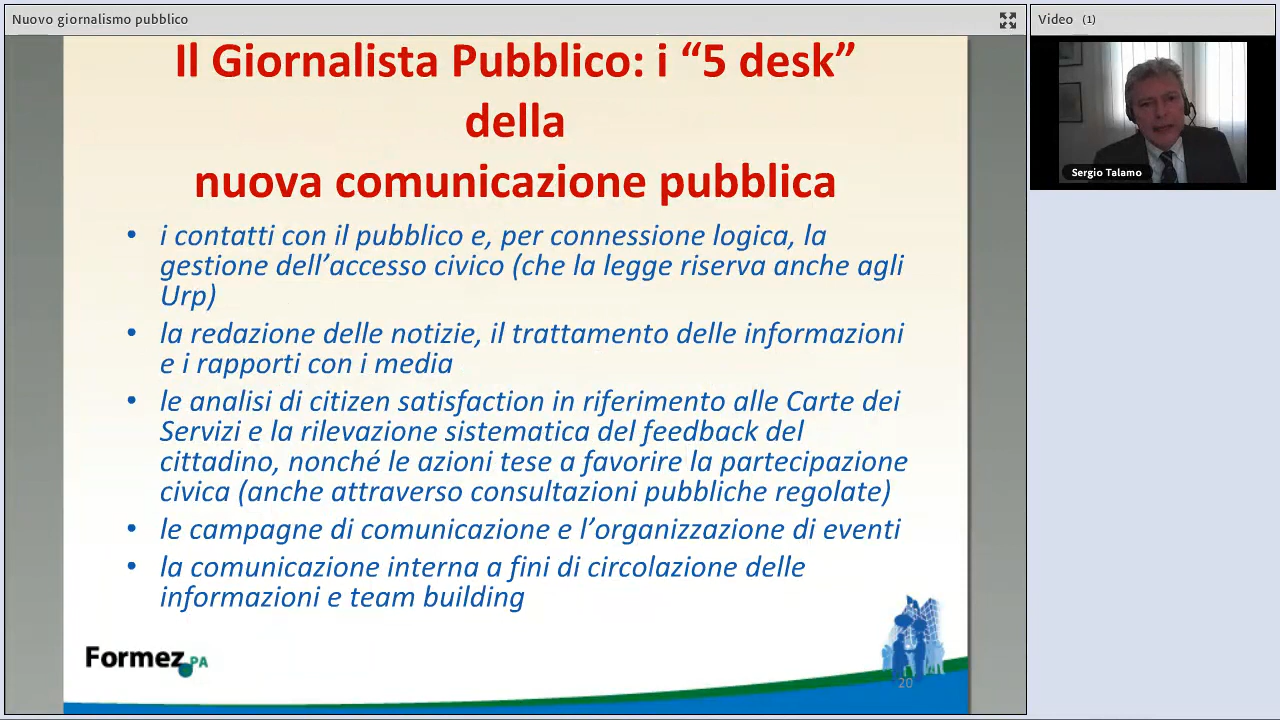 Nuovo giornalismo pubblico
Video (1)
Il Giornalista Pubblico: i “5 desk”
della
nuova comunicazione pubblica
• i contatti con il pubblico e, per connessione logica, la
gestione dell’accesso civico (che la legge riserva anche agli
Urp)
• la redazione delle notizie, il trattamento delle informazioni
e i rapporti con i media
• le analisi di citizen satisfaction in riferimento alle Carte dei
Servizi e la rilevazione sistematica del feedback del
cittadino, nonché le azioni tese a favorire la partecipazione
civica (anche attraverso consultazioni pubbliche regolate)
• le campagne di comunicazione e l’organizzazione di eventi
• la comunicazione interna a fini di circolazione delle
informazioni e team building
Formez PA
20
Sergio Talamo